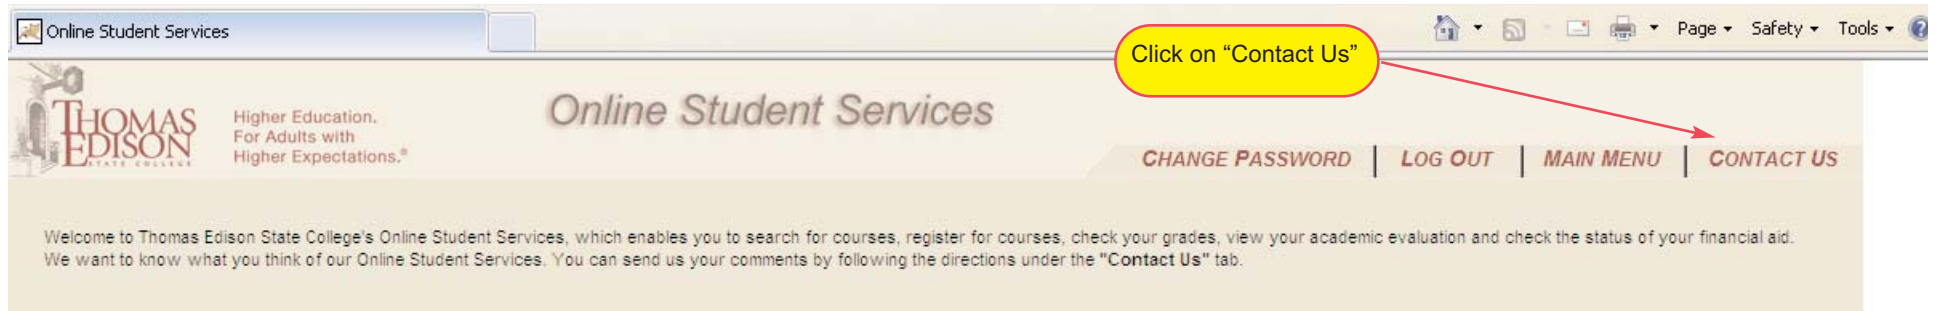 Online Student Services
Page
Safety
Tools
Click on “Contact Us”
THOMAS
EDISON
STATE COLLEGE
Higher Education.
For Adults with
Higher Expectations.®
Online Student Services
CHANGE PASSWORD | LOG OUT | MAIN MENU | CONTACT US
Welcome to Thomas Edison State College's Online Student Services, which enables you to search for courses, register for courses, check your grades, view your academic evaluation and check the status of your financial aid.
We want to know what you think of our Online Student Services. You can send us your comments by following the directions under the "Contact Us" tab.